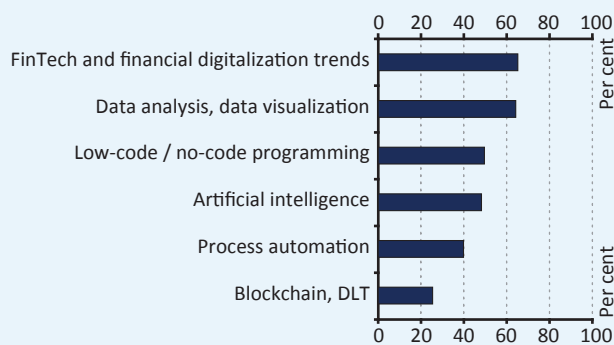 0 20 40 60 80 100
FinTech and financial digitalization trends
Per cent
Data analysis, data visualization
Low-code / no-code programming
Artificial intelligence
Process automation
Blockchain, DLT
Per cent
0 20 40 60 80 100